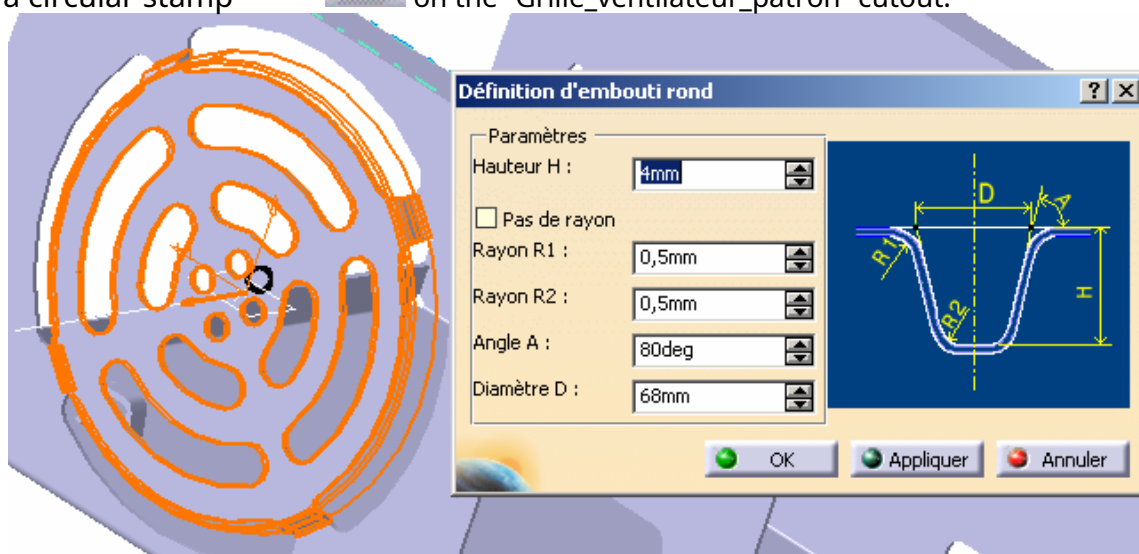 a circular stamp on the "Grille_ventilateur_patron" cutout.
Définition d'embouti rond
Paramètres
Hauteur H : 4mm
Pas de rayon
Rayon R1 : 0,5mm
Rayon R2 : 0,5mm
Angle A : 80deg
Diamètre D : 68mm
D
A
R1
H
R2
OK Appliquer Annuler